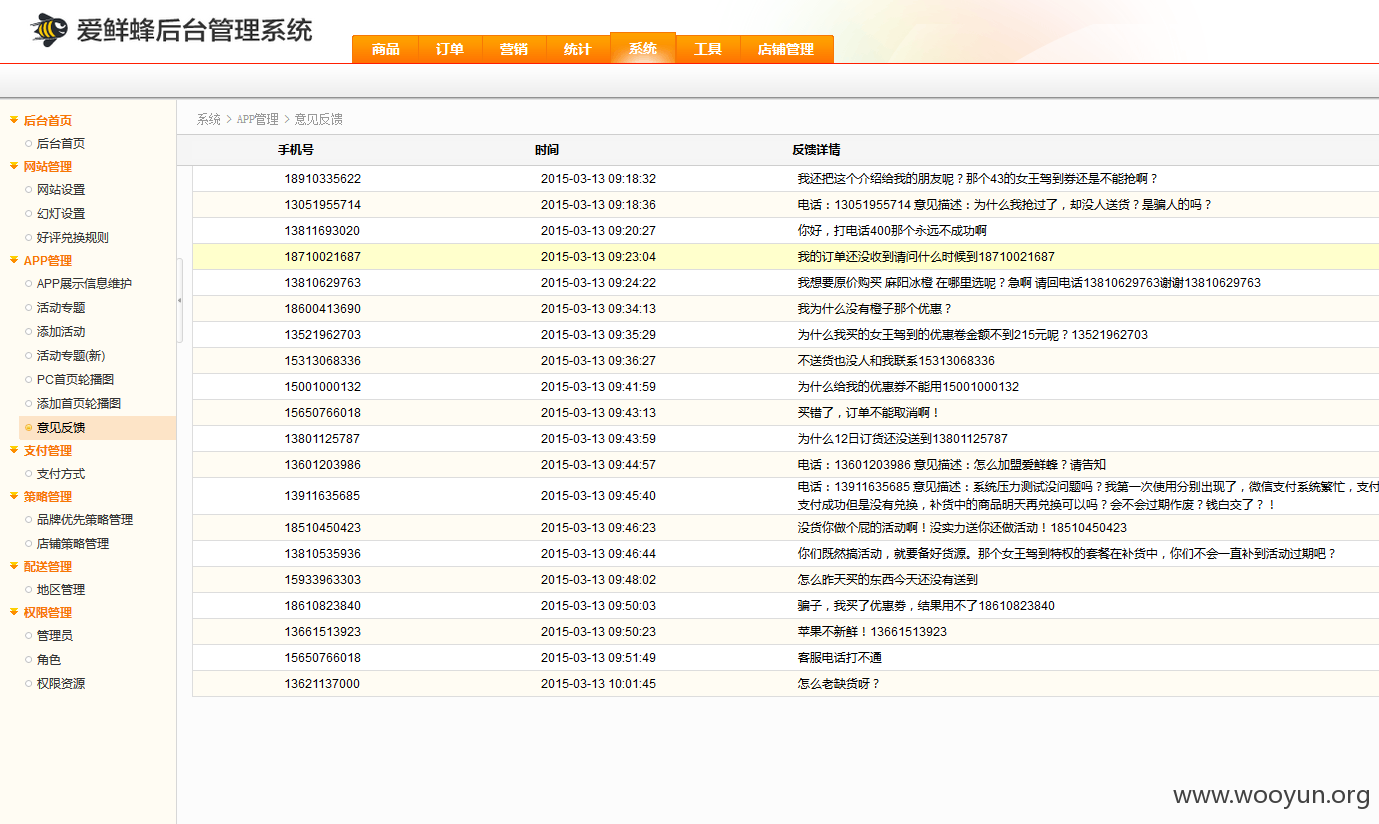 爱鲜蜂后台管理系统
商品 订单 营销 统计 系统 工具 店铺管理
后台首页
后台首页
网站管理
网站设置
幻灯设置
好评兑换规则
APP管理
APP展示信息维护
活动专题
添加活动
活动专题(新)
PC首页轮播图
添加首页轮播图
意见反馈
支付管理
支付方式
策略管理
品牌优先策略管理
店铺策略管理
配送管理
地区管理
权限管理
管理员
角色
权限资源
系统 > APP管理 > 意见反馈
手机号 时间 反馈详情
18910335622 2015-03-13 09:18:32 我还把这个介绍给我的朋友呢？那个43的女王驾到券还是不能抢啊？
13051955714 2015-03-13 09:18:36 电话：13051955714 意见描述：为什么我抢过了，却没人送货？是骗人的吗？
13811693020 2015-03-13 09:20:27 你好，打电话400那个永远不成功啊
18710021687 2015-03-13 09:23:04 我的订单还没收到请问什么时候到18710021687
13810629763 2015-03-13 09:24:22 我想要原价购买 麻阳冰橙 在哪里选呢？急啊 请回电话13810629763谢谢13810629763
18600413690 2015-03-13 09:34:13 我为什么没有橙子那个优惠？
13521962703 2015-03-13 09:35:29 为什么我买的女王驾到的优惠卷金额不到215元呢？13521962703
15313068336 2015-03-13 09:36:27 不送货也没人和我联系15313068336
15001000132 2015-03-13 09:41:59 为什么给我的优惠券不能用15001000132
15650766018 2015-03-13 09:43:13 买错了，订单不能取消啊！
13801125787 2015-03-13 09:43:59 为什么12日订货还没送到13801125787
13601203986 2015-03-13 09:44:57 电话：13601203986 意见描述：怎么加盟爱鲜蜂？请告知
13911635685 2015-03-13 09:45:40 电话：13911635685 意见描述：系统压力测试没问题吗？我第一次使用分别出现了，微信支付系统繁忙，支付
支付成功但是没有兑换，补货中的商品明天再兑换可以吗？会不会过期作废？钱白交了？！
18510450423 2015-03-13 09:46:23 没货你做个屁的活动啊！没实力送你还做活动！18510450423
13810535936 2015-03-13 09:46:44 你们既然搞活动，就要备好货源。那个女王驾到特权的套餐在补货中，你们不会一直补到活动过期吧？
15933963303 2015-03-13 09:48:02 怎么昨天买的东西今天还没有送到
18610823840 2015-03-13 09:50:03 骗子，我买了优惠券，结果用不了18610823840
13661513923 2015-03-13 09:50:23 苹果不新鲜！13661513923
15650766018 2015-03-13 09:51:49 客服电话打不通
13621137000 2015-03-13 10:01:45 怎么老缺货呀？
www.wooyun.org